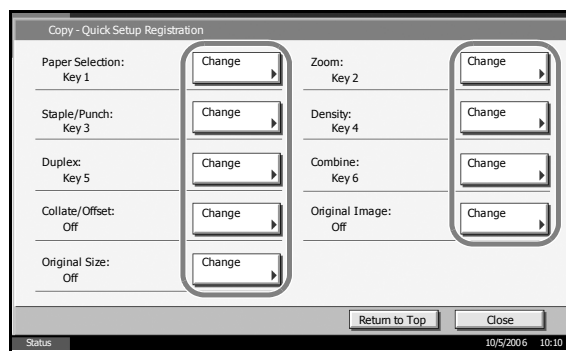 Copy - Quick Setup Registration
Paper Selection: Change Zoom: Change
Key 1 Key 2
Staple/Punch: Change Density: Change
Key 3 Key 4
Duplex: Change Combine: Change
Key 5 Key 6
Collate/Offset: Change Original Image: Change
Off Off
Original Size: Change
Off
Return to Top Close
Status 10/5/2006 10:10